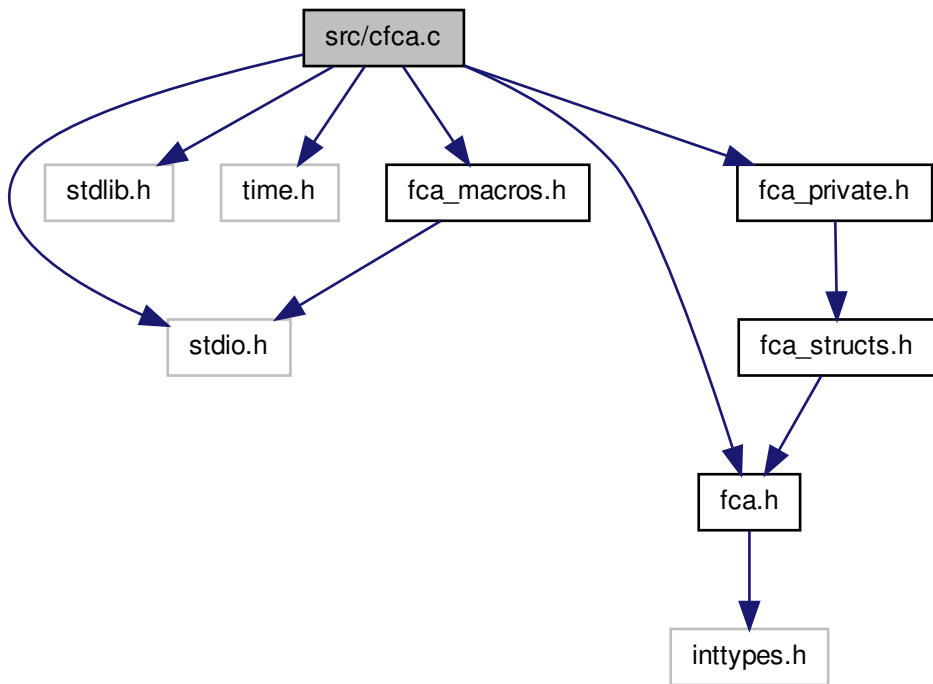 src/cfca.c
stdlib.h
time.h
fca_macros.h
fca_private.h
stdio.h
fca_structs.h
fca.h
inttypes.h